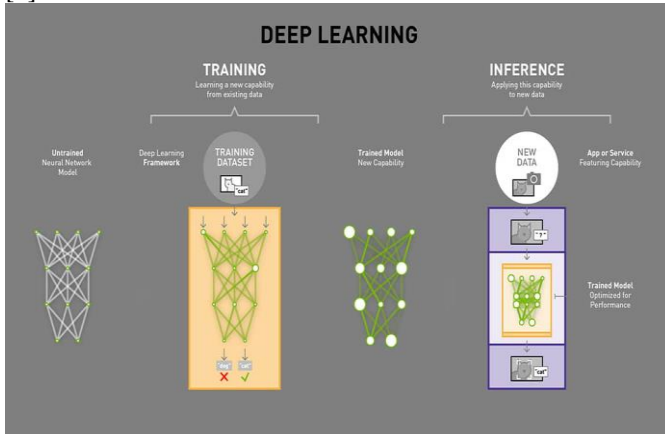 DEEP LEARNING
TRAINING
Learning a new capability
from existing data
INFERENCE
Applying this capability
to new data
Untrained
Neural Network
Model
Deep Learning
Framework
TRAINING
DATASET
"cat"
Trained Model
New Capability
NEW
DATA
App or Service
Featuring Capability
"?"
Trained Model
Optimized for
Performance
"cat"